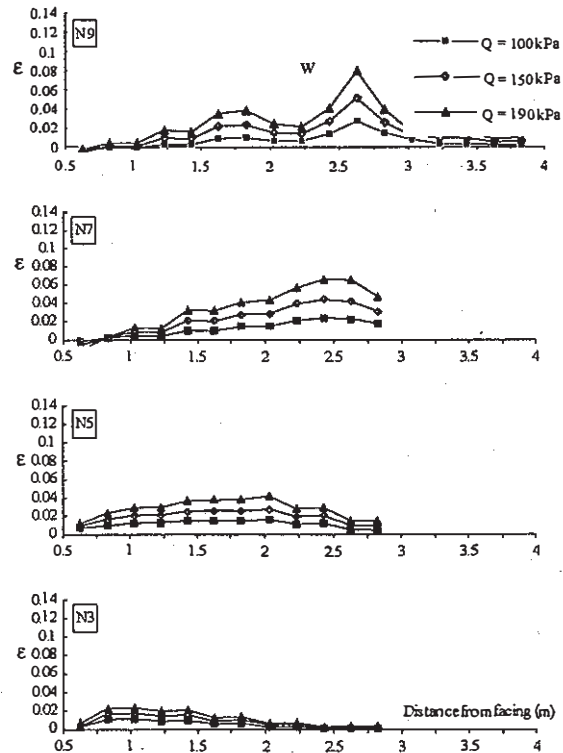 N9
0.14
0.12
0.1
ε 0.08
0.06
0.04
0.02
0
W
Q = 100kPa
Q = 150kPa
Q = 190kPa
0.5 1 1.5 2 2.5 3 3.5 4
N7
0.14
0.12
0.1
ε 0.08
0.06
0.04
0.02
0
0.5 1 1.5 2 2.5 3 3.5 4
N5
0.14
0.12
0.1
ε 0.08
0.06
0.04
0.02
0
0.5 1 1.5 2 2.5 3 3.5 4
N3
0.14
0.12
0.1
ε 0.08
0.06
0.04
0.02
0
Distance from facing (m)
0.5 1 1.5 2 2.5 3 3.5 4